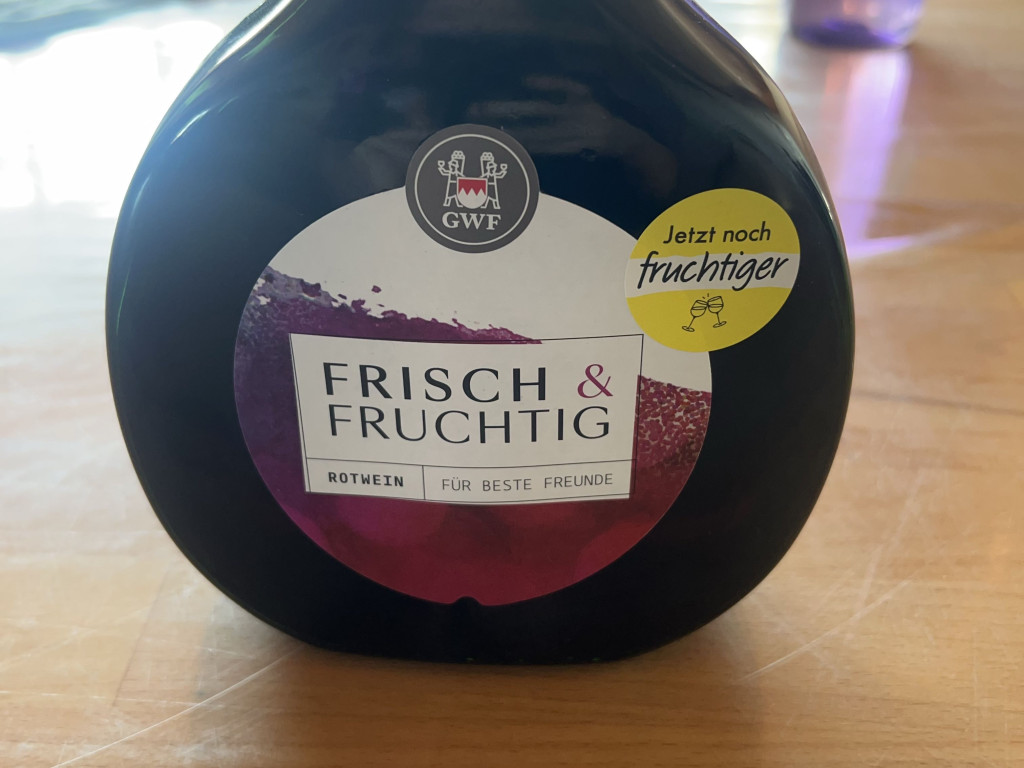 GWF
Jetzt noch
fruchtiger
FRISCH &
FRUCHTIG
ROTWEIN
FÜR BESTE FREUNDE